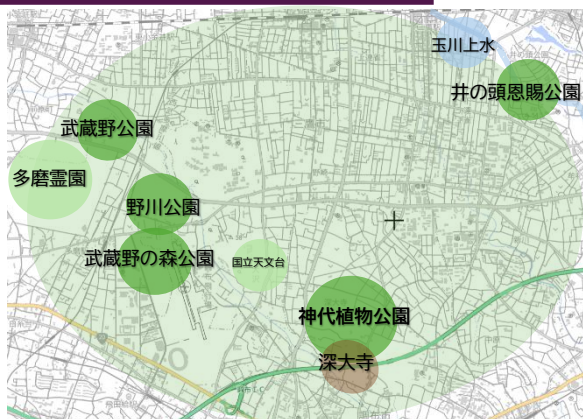 玉川上水
井の頭恩賜公園
武蔵野公園
多磨霊園
野川公園
武蔵野の森公園
国立天文台
神代植物公園
深大寺